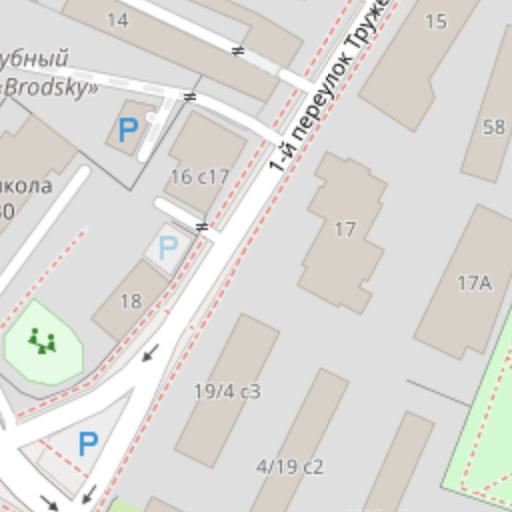 14
15
убный
«Brodsky»
P
58
1-й переулок Труже
16 с17
кола
30
17
P
17А
18
19/4 с3
P
4/19 с2